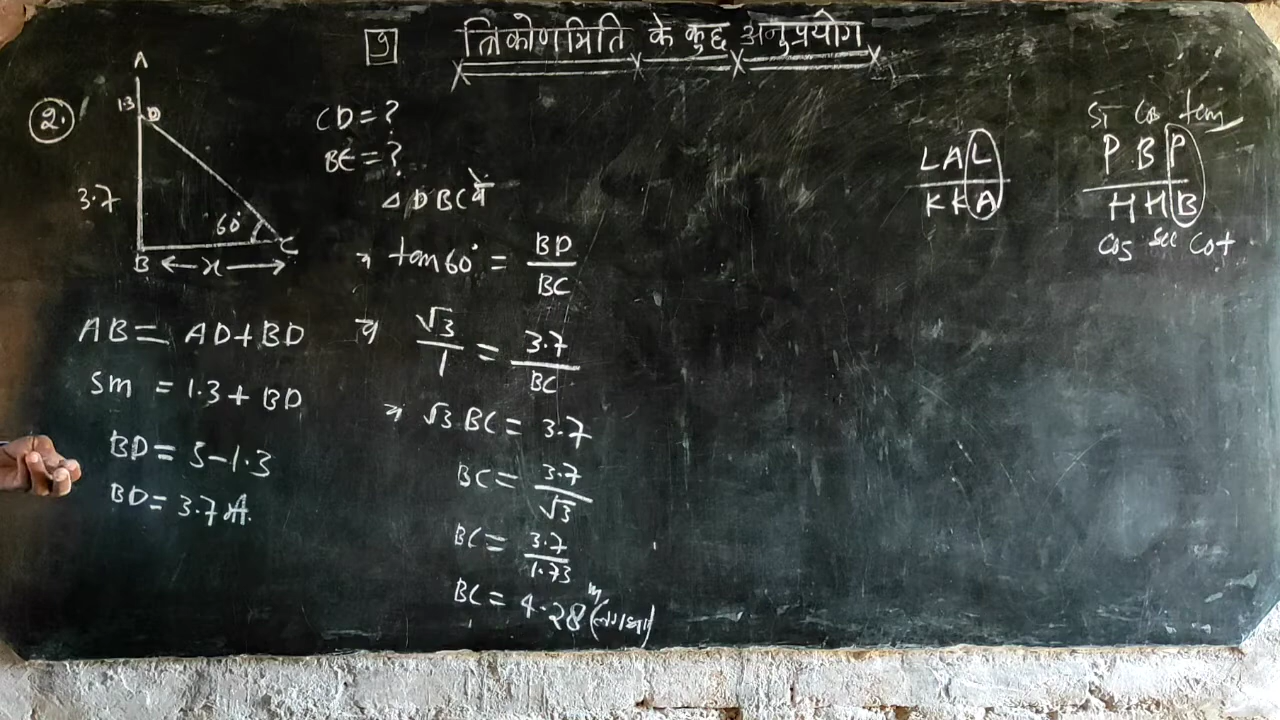 9 त्रिकोणमिति के कुछ अनुप्रयोग
2.
A
1.3 D
3.7
60°
B ← x → C
AB = AD + BD
5m = 1.3 + BD
BD = 5 - 1.3
BD = 3.7 m.
CD = ?
BC = ?
△ DBC में
⇒ tan 60° = BD/BC
⇒ √3/1 = 3.7/BC
⇒ √3 BC = 3.7
BC = 3.7/√3
BC = 3.7/1.73
BC = 4.28 m (लगभग)
L A L
K K A
Si Cos tan
P B P
H H B
Cos Sec Cot